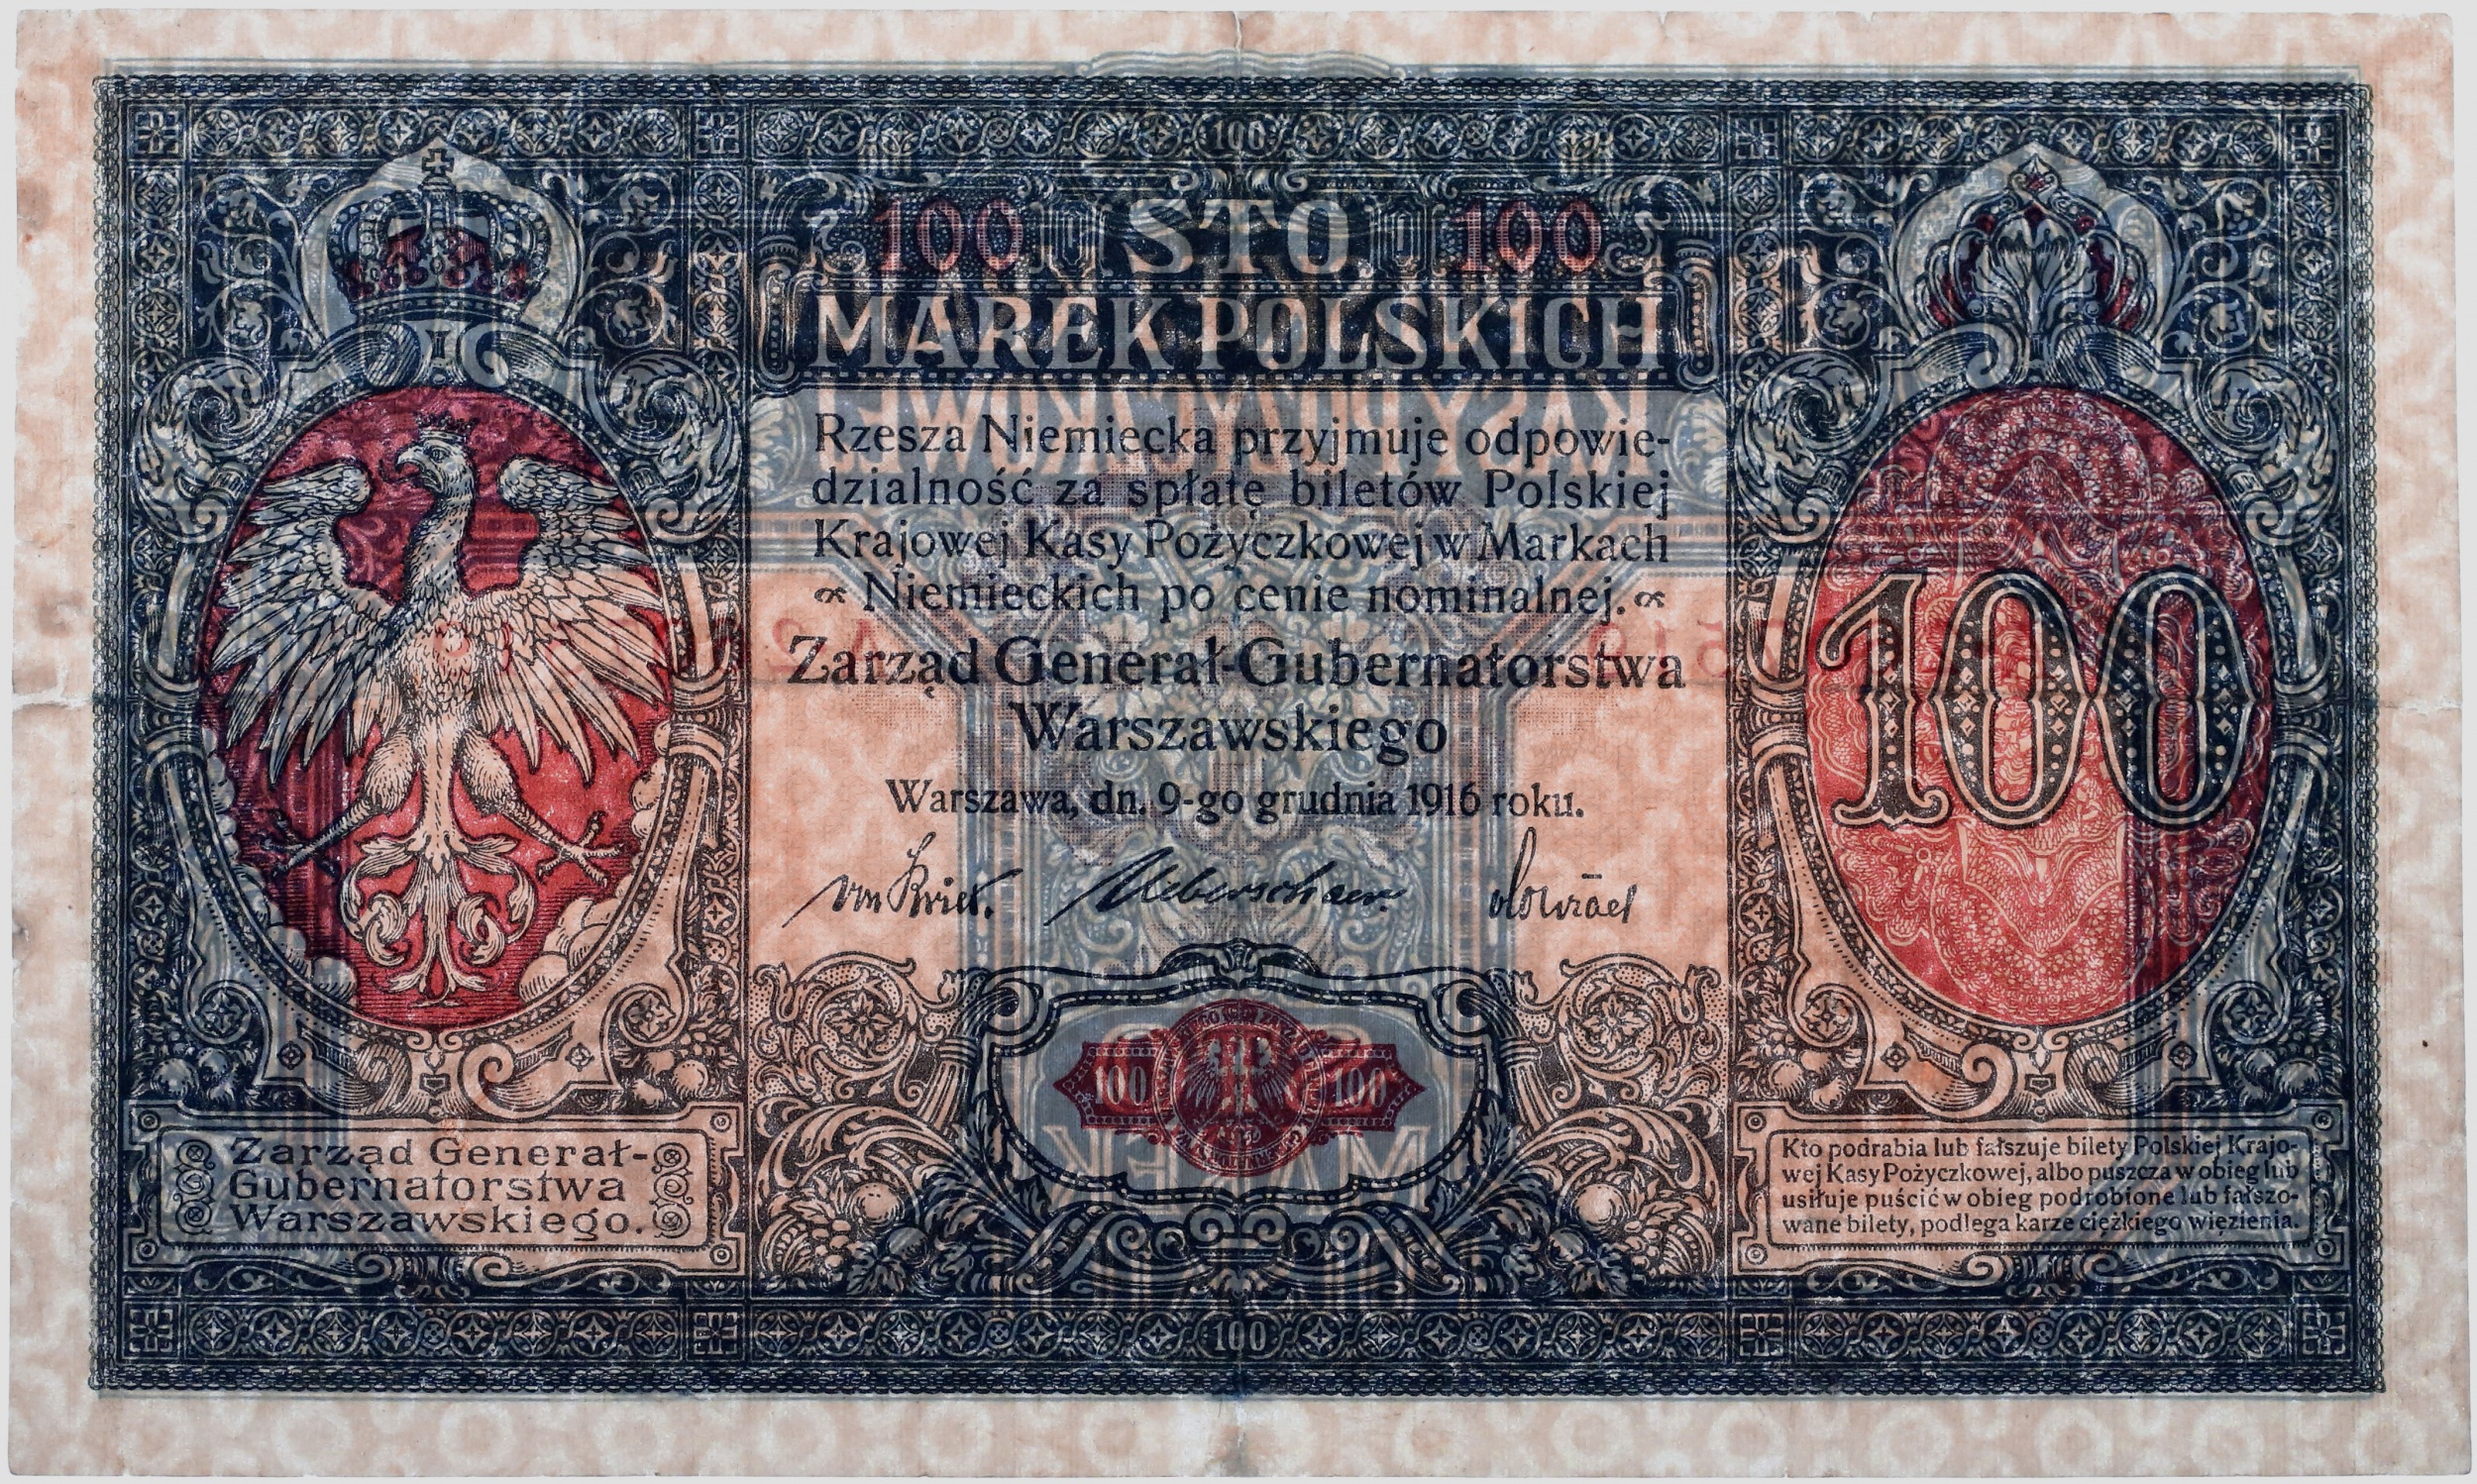 100
100 STO 100
MAREK POLSKICH
Rzesza Niemiecka przyjmuje odpowie-
dzialność za spłatę biletów Polskiej
Krajowej Kasy Pożyczkowej w Markach
Niemieckich po cenie nominalnej.
Zarząd Generał-Gubernatorstwa
Warszawskiego
Warszawa, dn. 9-go grudnia 1916 roku.
100
100 100
Zarząd Generał-
Gubernatorstwa
Warszawskiego.
Kto podrabia lub fałszuje bilety Polskiej Krajo-
wej Kasy Pożyczkowej, albo puszcza w obieg lub
usiłuje puścić w obieg podrobione lub fałszo-
wane bilety, podlega karze ciężkiego więzienia.
100